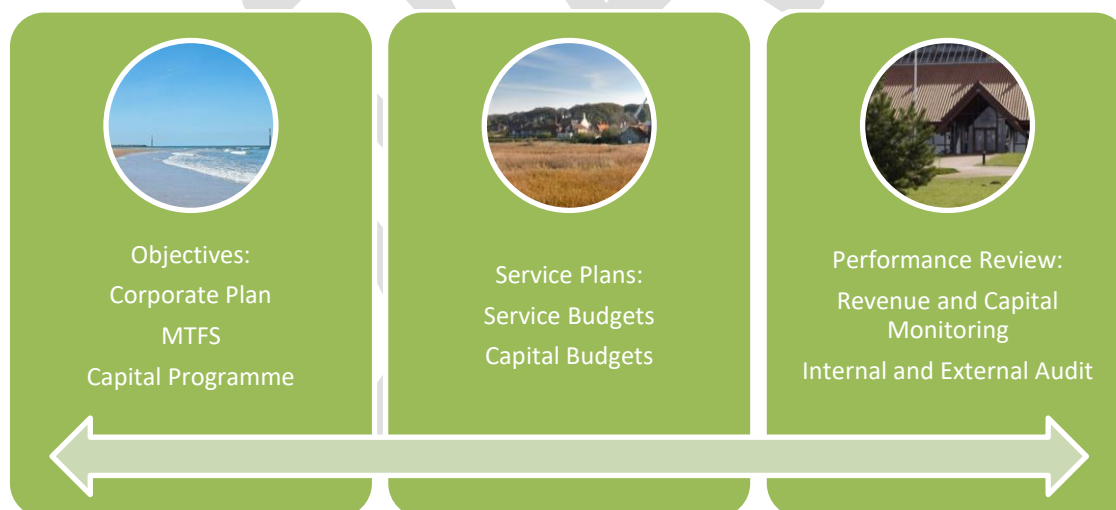 Objectives:
Corporate Plan
MTFS
Capital Programme
Service Plans:
Service Budgets
Capital Budgets
Performance Review:
Revenue and Capital
Monitoring
Internal and External Audit